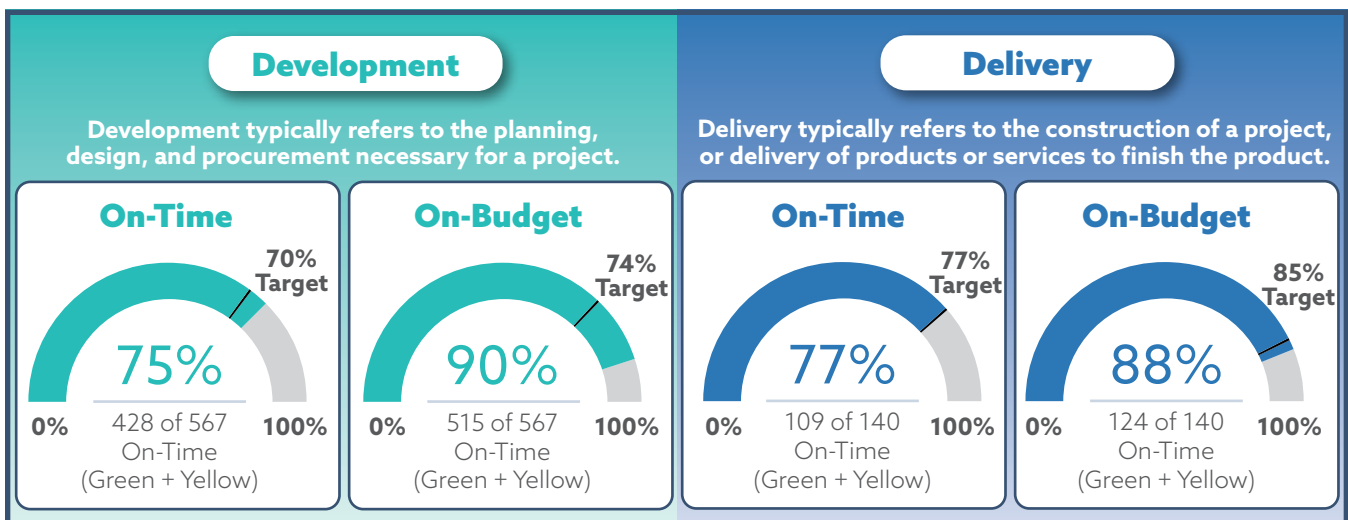 Development
Development typically refers to the planning,
design, and procurement necessary for a project.
On-Time
70%
Target
75%
0%
100%
428 of 567
On-Time
(Green + Yellow)
On-Budget
74%
Target
90%
0%
100%
515 of 567
On-Time
(Green + Yellow)
Delivery
Delivery typically refers to the construction of a project,
or delivery of products or services to finish the product.
On-Time
77%
Target
77%
0%
100%
109 of 140
On-Time
(Green + Yellow)
On-Budget
85%
Target
88%
0%
100%
124 of 140
On-Time
(Green + Yellow)